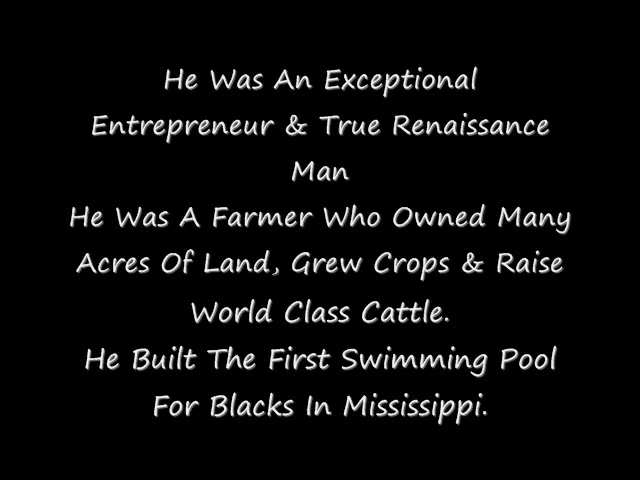 He Was An Exceptional
Entrepreneur & True Renaissance
Man
He Was A Farmer Who Owned Many
Acres Of Land, Grew Crops & Raise
World Class Cattle.
He Built The First Swimming Pool
For Blacks In Mississippi.